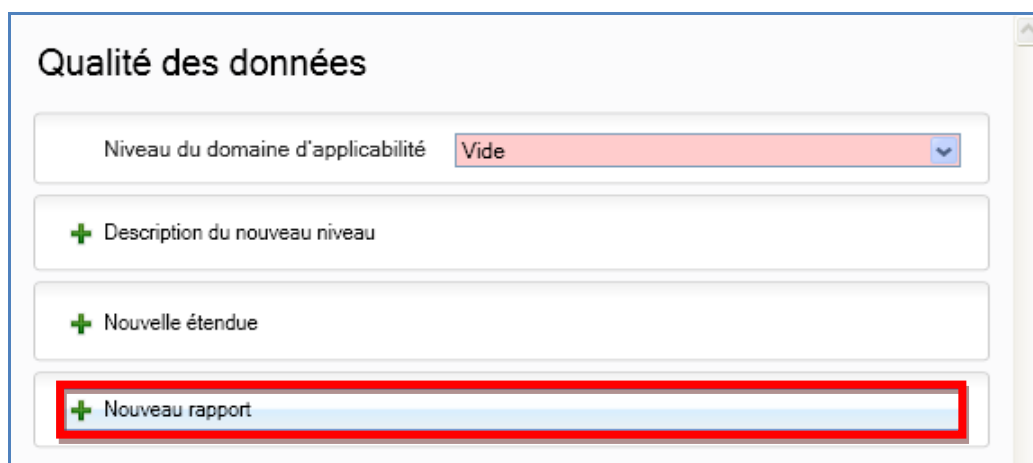 Qualité des données
Niveau du domaine d'applicabilité Vide
Description du nouveau niveau
Nouvelle étendue
Nouveau rapport